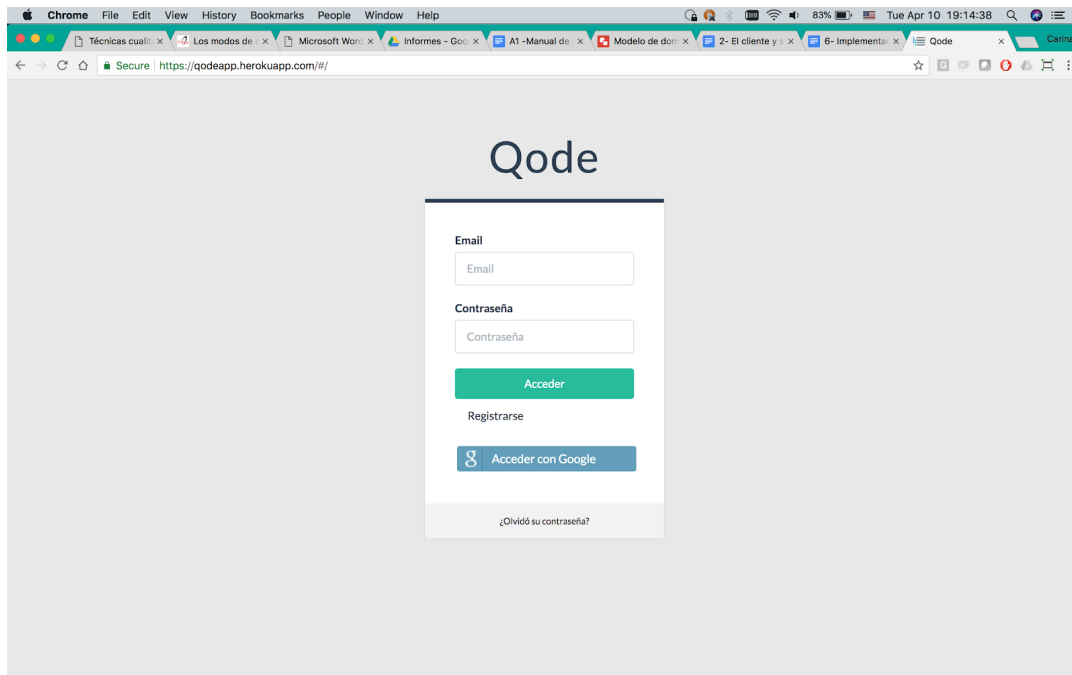 Chrome File Edit View History Bookmarks People Window Help 83% Tue Apr 10 19:14:38
Técnicas cualit Los modos de Microsoft Word Informes - Goo A1 -Manual de Modelo de dom 2- El cliente y s 6- Implementac Qode Carina
Secure https://qodeapp.herokuapp.com/#/
Qode
Email
Email
Contraseña
Contraseña
Acceder
Registrarse
g Acceder con Google
¿Olvidó su contraseña?